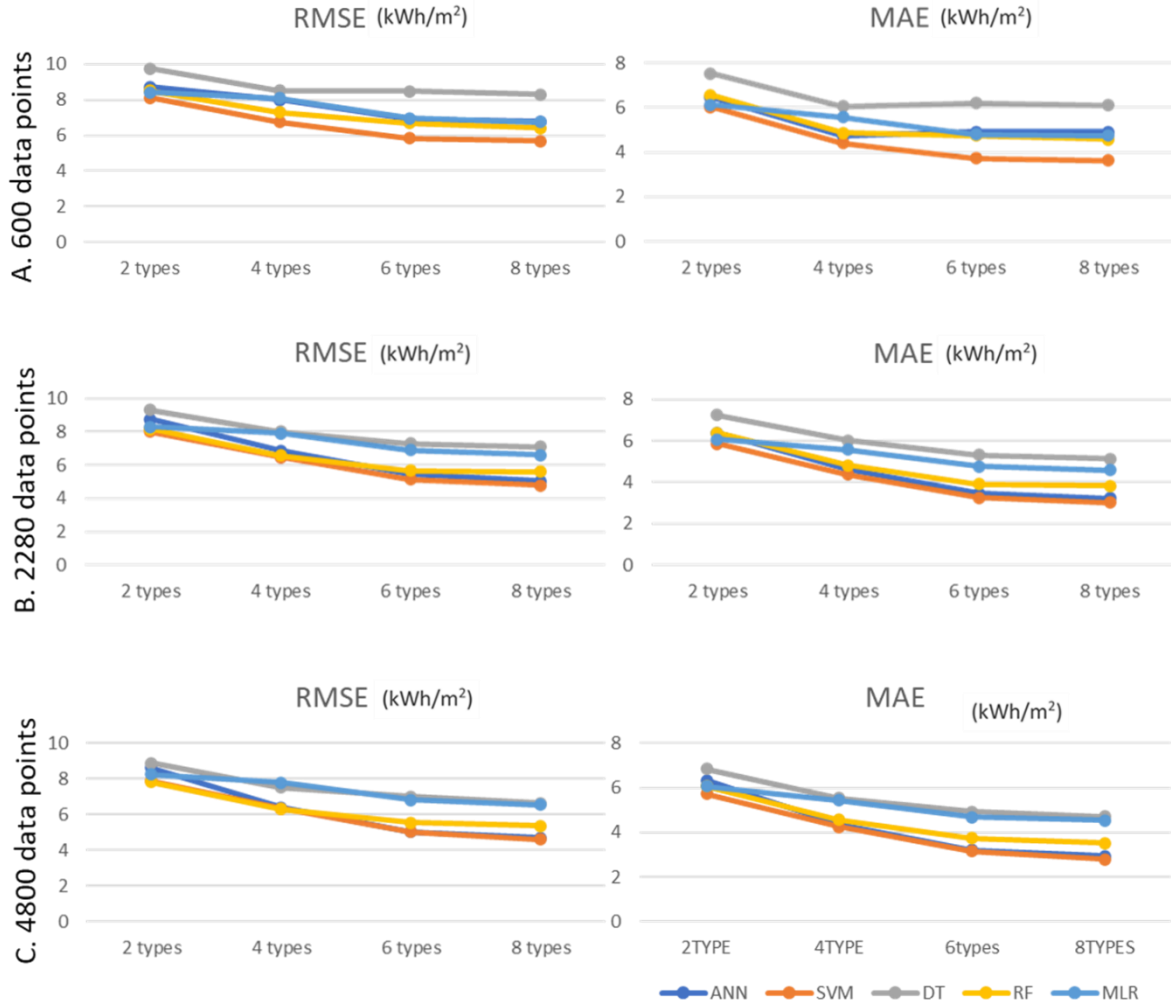 RMSE (kWh/m²)
MAE (kWh/m²)
A. 600 data points
10
8
6
4
2
0
2 types 4 types 6 types 8 types
8
6
4
2
0
2 types 4 types 6 types 8 types
RMSE (kWh/m²)
MAE (kWh/m²)
B. 2280 data points
10
8
6
4
2
0
2 types 4 types 6 types 8 types
8
6
4
2
0
2 types 4 types 6 types 8 types
RMSE (kWh/m²)
MAE (kWh/m²)
C. 4800 data points
10
8
6
4
2
0
2 types 4 types 6 types 8 types
8
6
4
2
0
2TYPE 4TYPE 6types 8TYPES
ANN SVM DT RF MLR